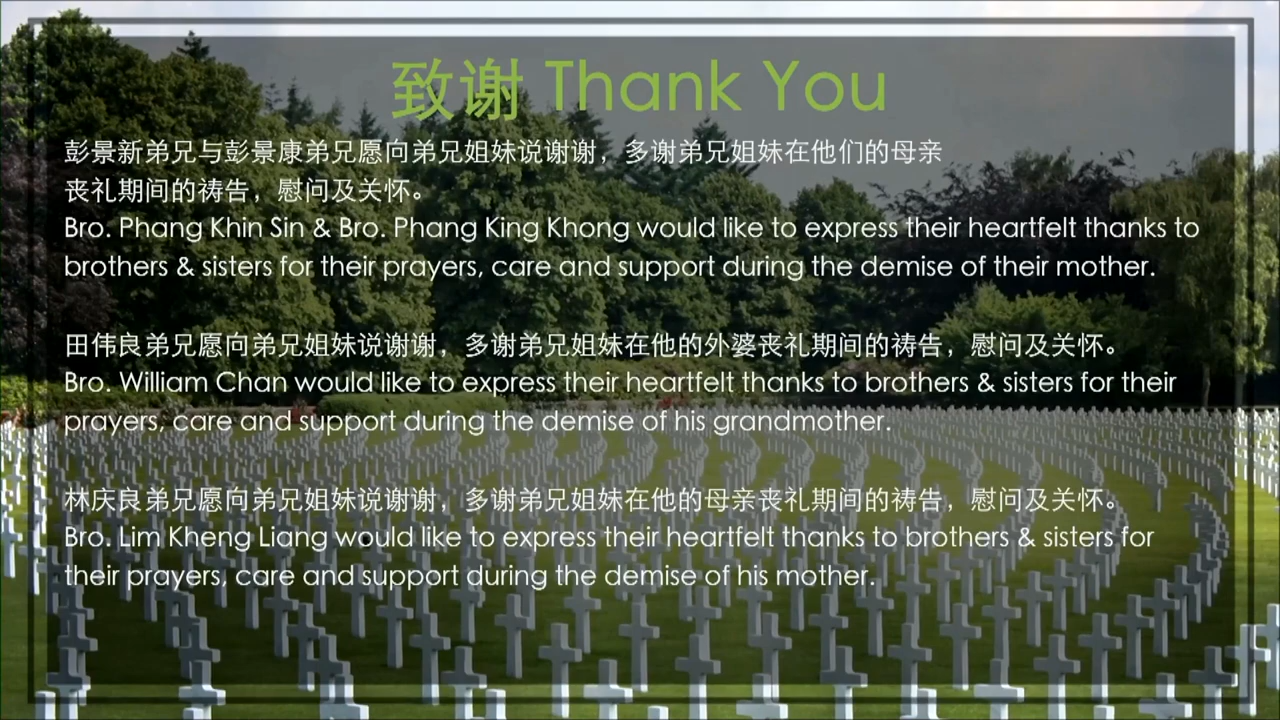 致谢 Thank You
彭景新弟兄与彭景康弟兄愿向弟兄姐妹说谢谢，多谢弟兄姐妹在他们的母亲
丧礼期间的祷告，慰问及关怀。
Bro. Phang Khin Sin & Bro. Phang King Khong would like to express their heartfelt thanks to
brothers & sisters for their prayers, care and support during the demise of their mother.
田伟良弟兄愿向弟兄姐妹说谢谢，多谢弟兄姐妹在他的外婆丧礼期间的祷告，慰问及关怀。
Bro. William Chan would like to express their heartfelt thanks to brothers & sisters for their
prayers, care and support during the demise of his grandmother.
林庆良弟兄愿向弟兄姐妹说谢谢，多谢弟兄姐妹在他的母亲丧礼期间的祷告，慰问及关怀。
Bro. Lim Kheng Liang would like to express their heartfelt thanks to brothers & sisters for
their prayers, care and support during the demise of his mother.